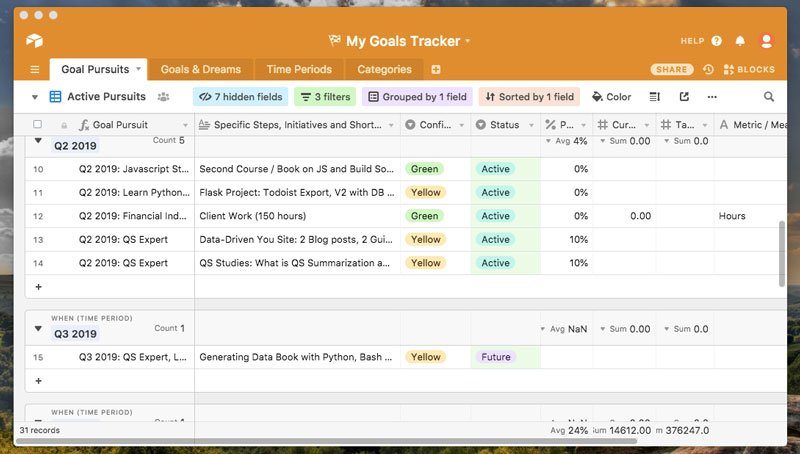 My Goals Tracker
HELP
Goal Pursuits
Goals & Dreams
Time Periods
Categories
SHARE
BLOCKS
Active Pursuits
7 hidden fields
3 filters
Grouped by 1 field
Sorted by 1 field
Color
Goal Pursuit Specific Steps, Initiatives and Short... Confi... Status P... Cur... Ta... Metric / Mea
Q2 2019 Count 5 Avg 4% Sum 0.00 Sum 0.0
10 Q2 2019: Javascript St... Second Course / Book on JS and Build So... Green Active 0%
11 Q2 2019: Learn Python... Flask Project: Todoist Export, V2 with DB ... Yellow Active 0%
12 Q2 2019: Financial Ind... Client Work (150 hours) Green Active 0% 0.00 Hours
13 Q2 2019: QS Expert Data-Driven You Site: 2 Blog posts, 2 Gui... Yellow Active 10%
14 Q2 2019: QS Expert QS Studies: What is QS Summarization a... Yellow Active 10%
+
WHEN (TIME PERIOD)
Q3 2019 Count 1 Avg NaN Sum 0.00 Sum 0.0
15 Q3 2019: QS Expert, L... Generating Data Book with Python, Bash ... Yellow Future
+
WHEN (TIME PERIOD)
Count 1
31 records Avg 24% Sum 14612.00 m 376247.0